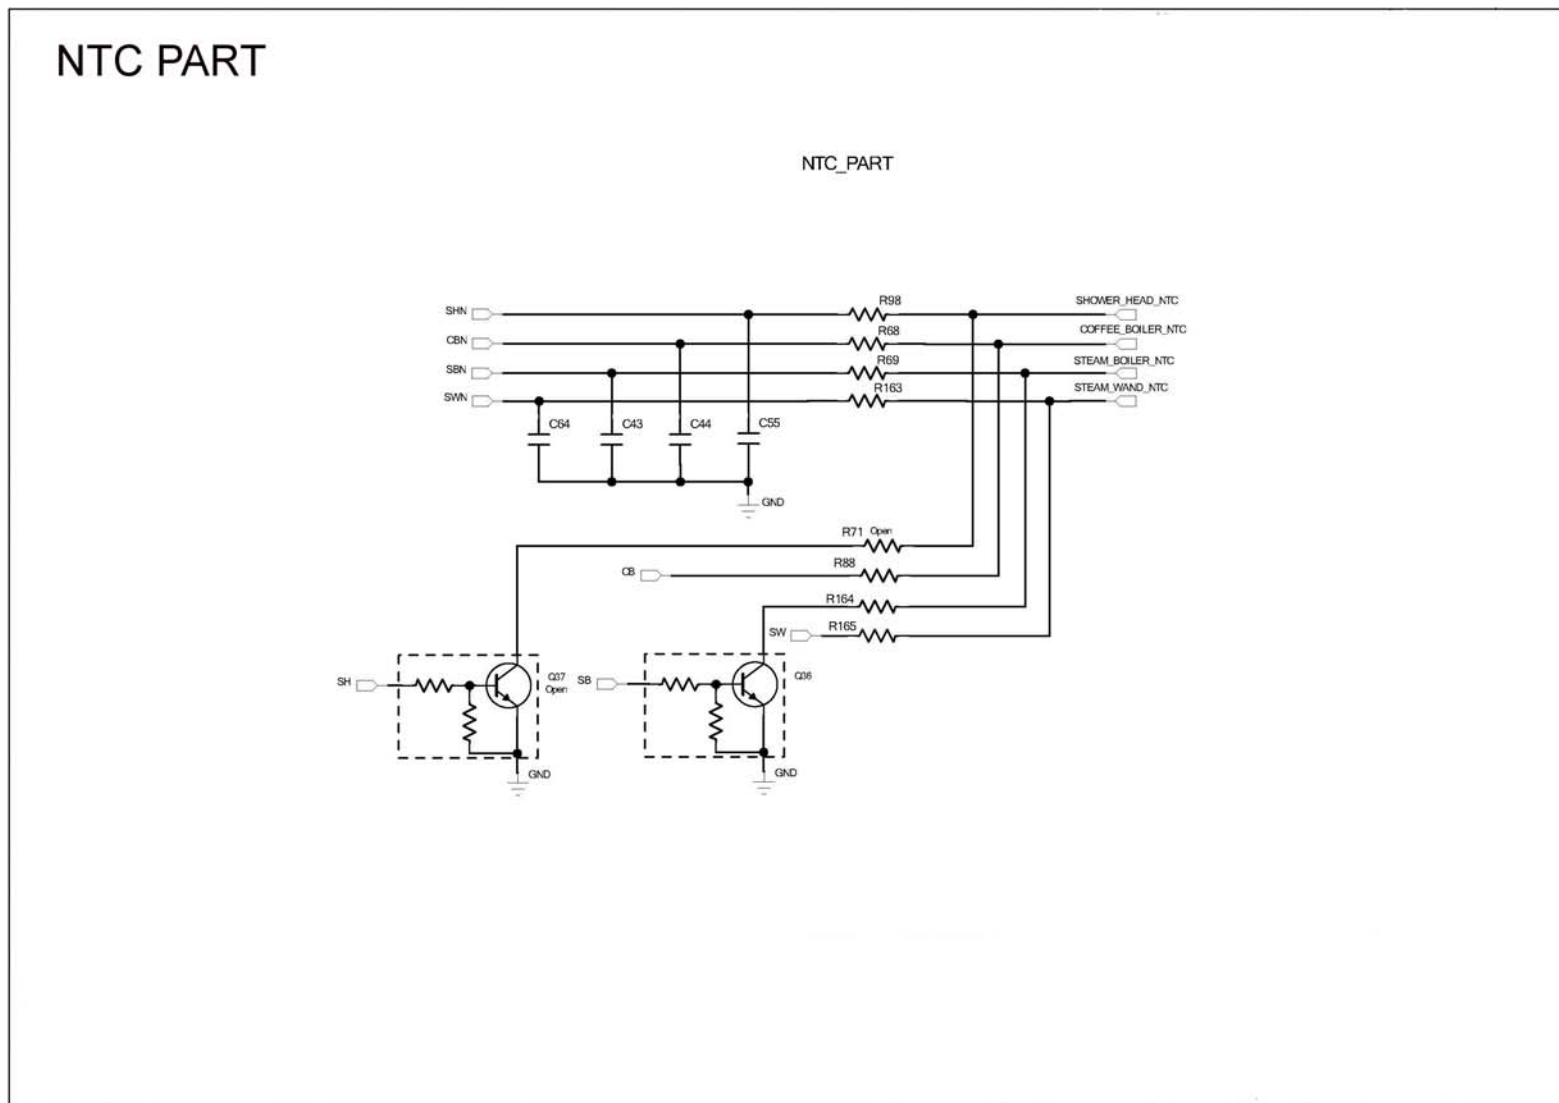 NTC PART
NTC_PART
SHN R98 SHOWER_HEAD_NTC
CBN R68 COFFEE_BOILER_NTC
SBN R69 STEAM_BOILER_NTC
SWN R163 STEAM_WAND_NTC
C64 C43 C44 C55
GND
R71 Open
CB R88
R164
SW R165
SH Q37 SB Q36
Open
GND GND